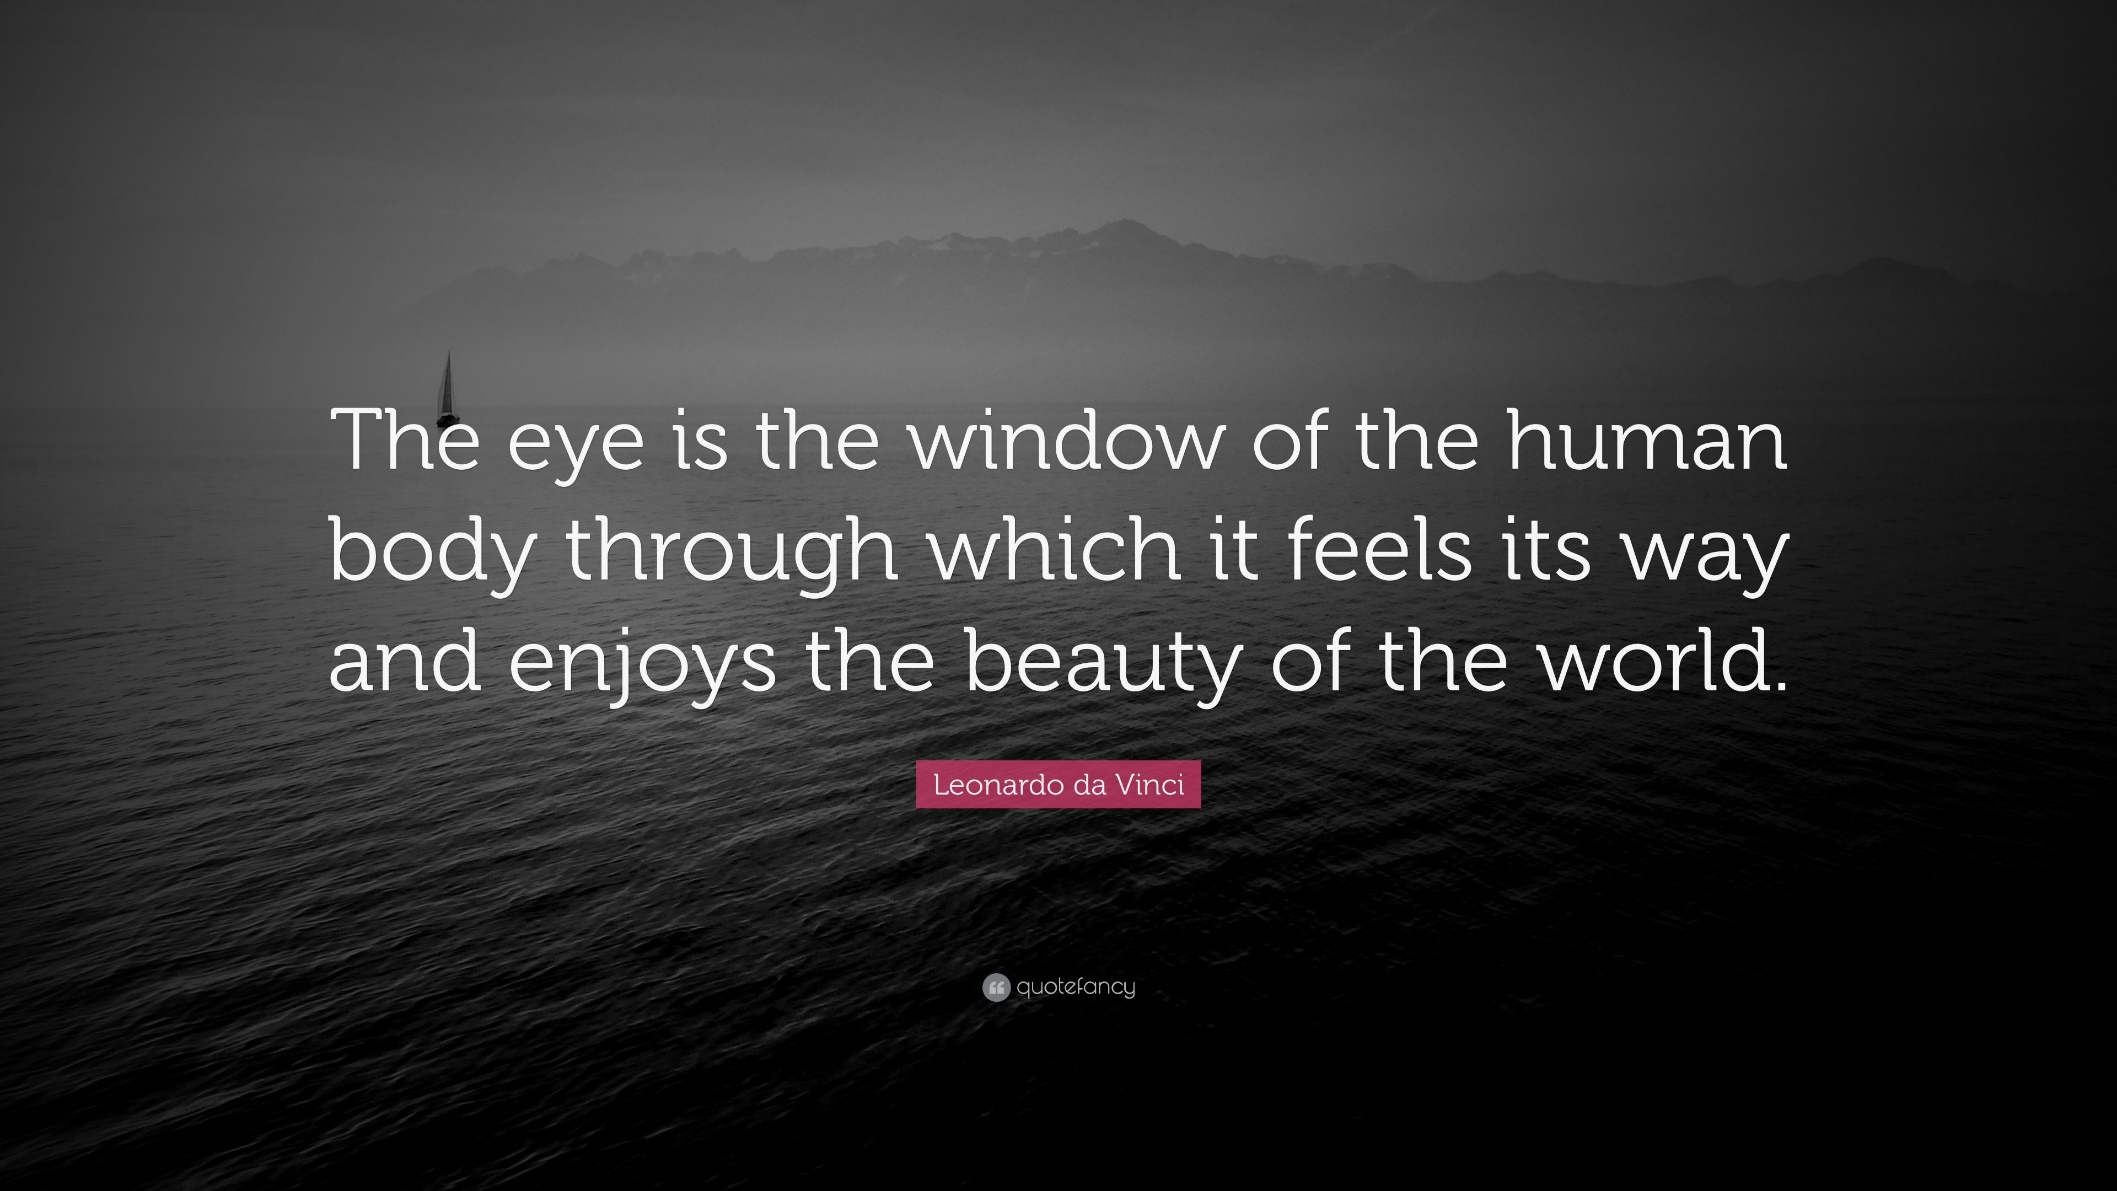 The eye is the window of the human
body through which it feels its way
and enjoys the beauty of the world.
Leonardo da Vinci
quotefancy